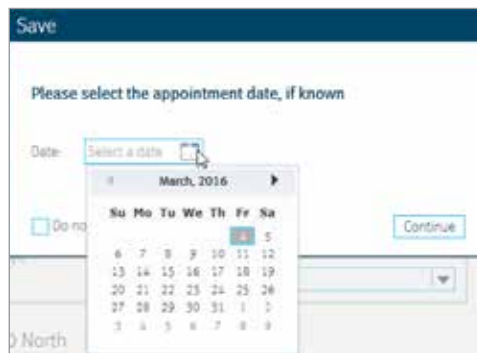 Save
Please select the appointment date, if known
Date: Select a date
March, 2016
Su Mo Tu We Th Fr Sa
4 5
Do no
Continue
6 7 8 9 10 11 12
13 14 15 16 17 18 19
20 21 22 23 24 25 26
27 28 29 30 31 1 2
3 4 5 6 7 8 9
North